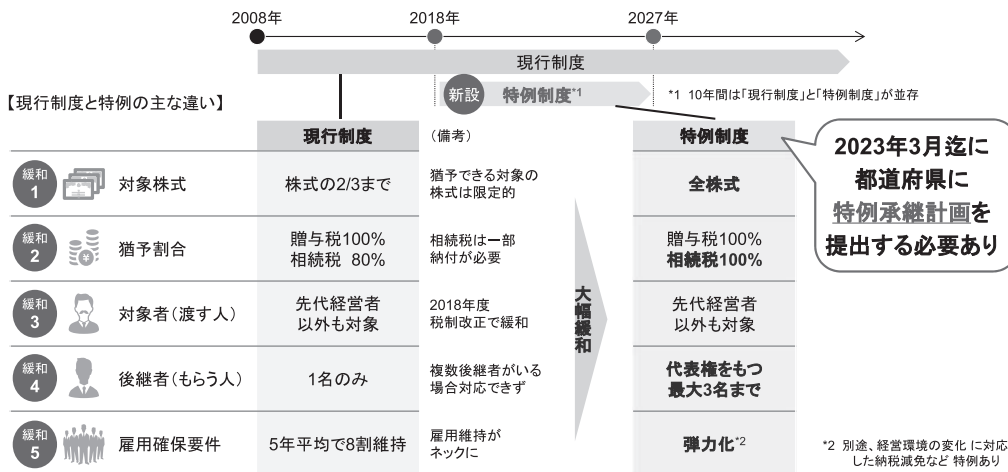 2008年
2018年
2027年
現行制度
新設
特例制度*1
*1 10年間は「現行制度」と「特例制度」が並存
【現行制度と特例の主な違い】
現行制度
(備考)
特例制度
2023年3月迄に
都道府県に
特例承継計画を
提出する必要あり
緩和
1
対象株式
株式の2/3まで
猶予できる対象の
株式は限定的
全株式
緩和
2
猶予割合
贈与税100%
相続税 80%
相続税は一部
納付が必要
贈与税100%
相続税100%
緩和
3
対象者(渡す人)
先代経営者
以外も対象
2018年度
税制改正で緩和
大幅緩和
先代経営者
以外も対象
緩和
4
後継者(もらう人)
1名のみ
複数後継者がいる
場合対応できず
代表権をもつ
最大3名まで
緩和
5
雇用確保要件
5年平均で8割維持
雇用維持が
ネックに
弾力化*2
*2 別途、経営環境の変化に対応
した納税減免など 特例あり